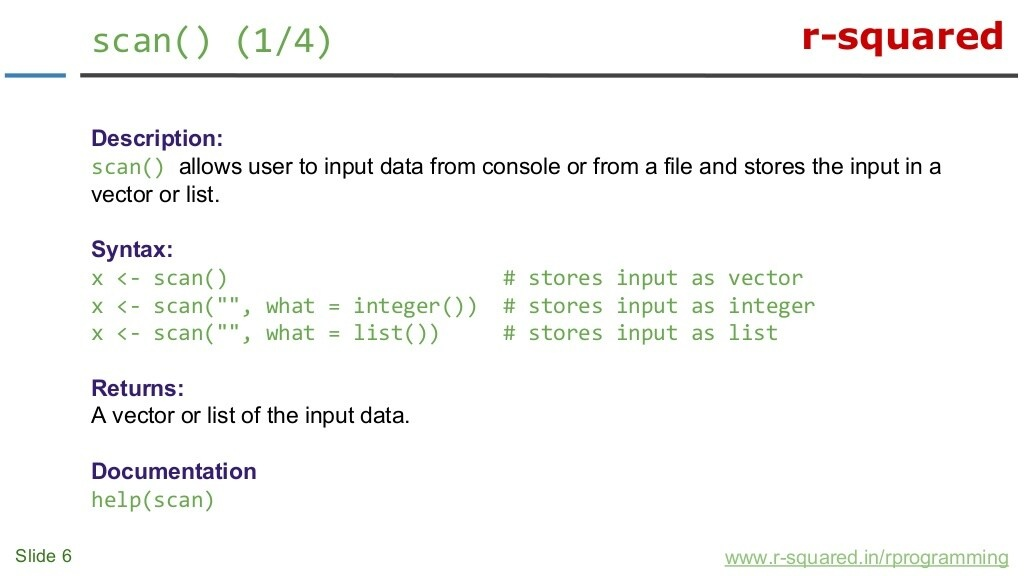 scan() (1/4)
r-squared
Description:
scan() allows user to input data from console or from a file and stores the input in a
vector or list.
Syntax:
x <- scan() # stores input as vector
x <- scan("", what = integer()) # stores input as integer
x <- scan("", what = list()) # stores input as list
Returns:
A vector or list of the input data.
Documentation
help(scan)
Slide 6
www.r-squared.in/rprogramming